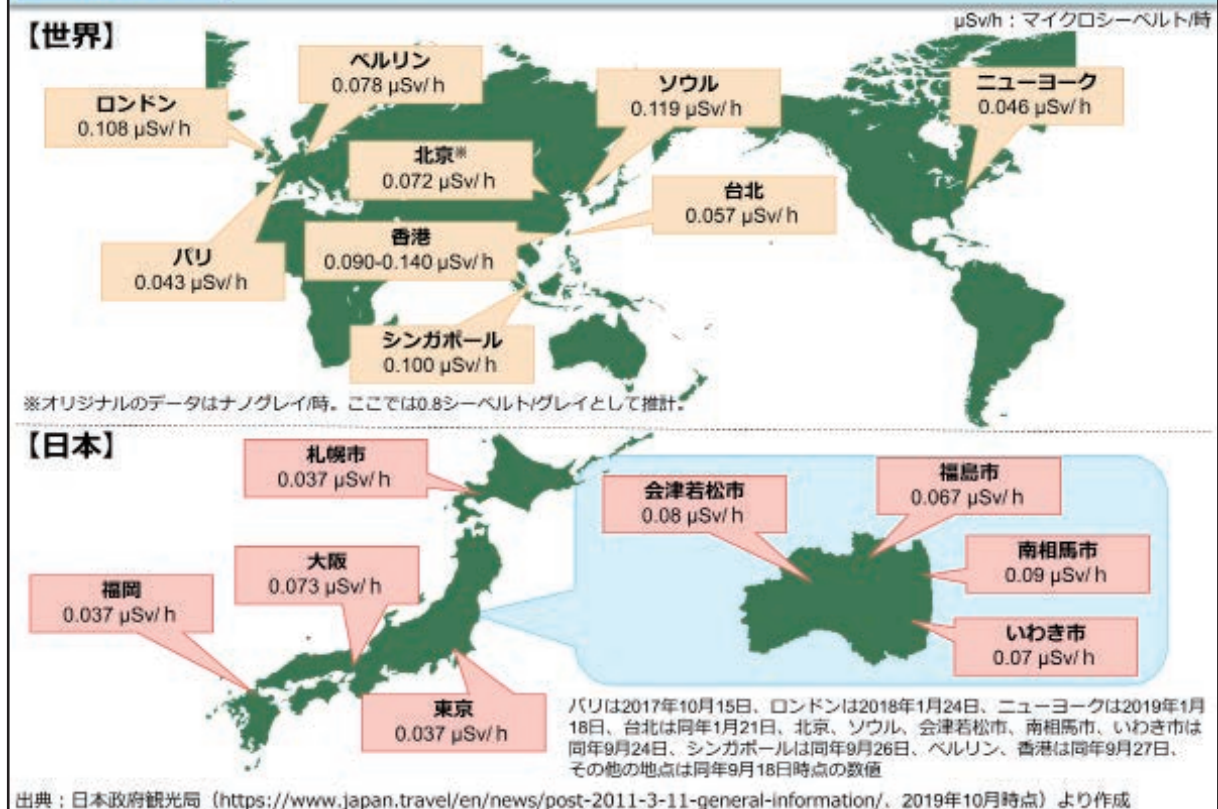 μSv/h：マイクロシーベルト/時
【世界】
ベルリン
0.078 μSv/ h
ロンドン
0.108 μSv/ h
ソウル
0.119 μSv/ h
ニューヨーク
0.046 μSv/ h
北京※
0.072 μSv/ h
台北
0.057 μSv/ h
パリ
0.043 μSv/ h
香港
0.090-0.140 μSv/ h
シンガポール
0.100 μSv/ h
※オリジナルのデータはナノグレイ/時。ここでは0.8シーベルト/グレイとして推計。
【日本】
札幌市
0.037 μSv/ h
大阪
0.073 μSv/ h
福岡
0.037 μSv/ h
東京
0.037 μSv/ h
会津若松市
0.08 μSv/ h
福島市
0.067 μSv/ h
南相馬市
0.09 μSv/ h
いわき市
0.07 μSv/ h
パリは2017年10月15日、ロンドンは2018年1月24日、ニューヨークは2019年1月
18日、台北は同年1月21日、北京、ソウル、会津若松市、南相馬市、いわき市は
同年9月24日、シンガポールは同年9月26日、ベルリン、香港は同年9月27日、
その他の地点は同年9月18日時点の数値
出典：日本政府観光局（https://www.japan.travel/en/news/post-2011-3-11-general-information/、2019年10月時点）より作成